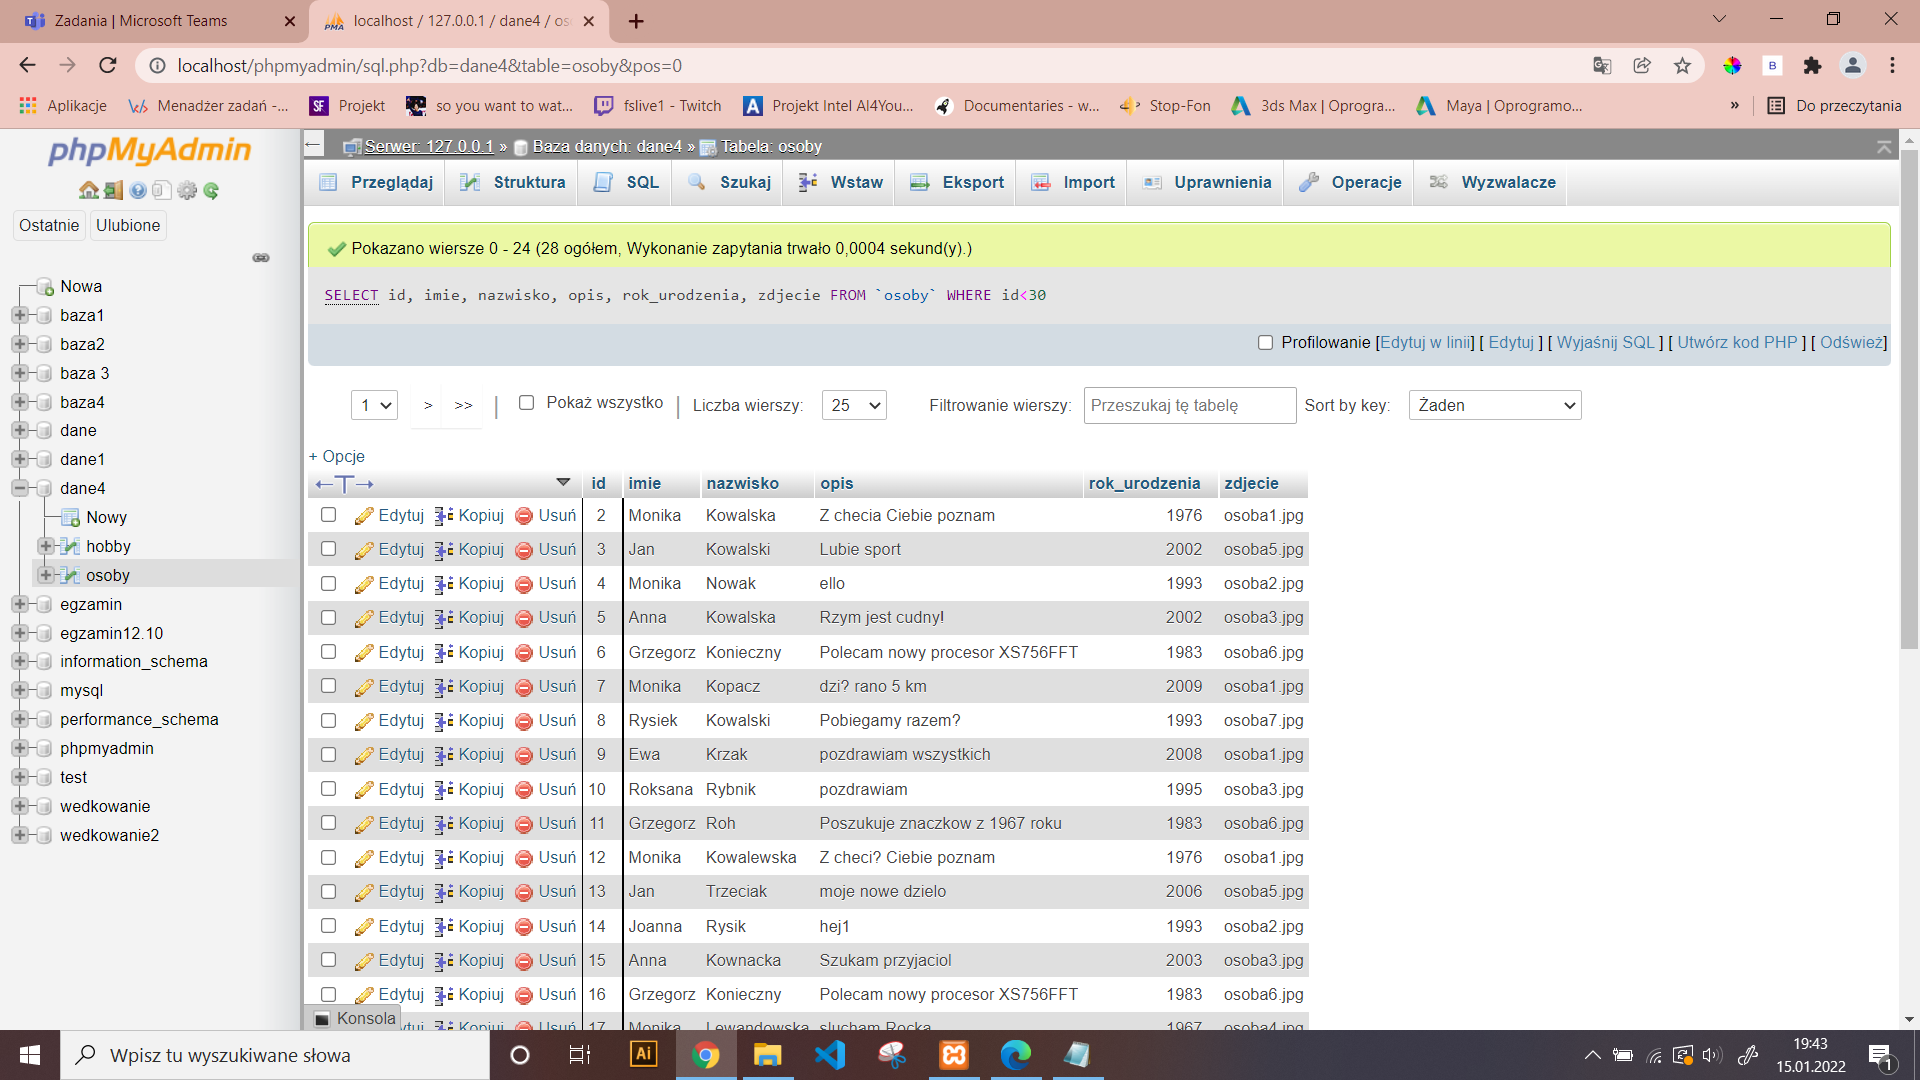 Zadania | Microsoft Teams
localhost / 127.0.0.1 / dane4 / oso
localhost/phpmyadmin/sql.php?db=dane4&table=osoby&pos=0
Aplikacje
Menadżer zadań -...
Projekt
so you want to wat...
fslive1 - Twitch
Projekt Intel AI4You...
Documentaries - w...
Stop-Fon
3ds Max | Oprogra...
Maya | Oprogramo...
»
Do przeczytania
phpMyAdmin
Ostatnie
Ulubione
Nowa
baza1
baza2
baza 3
baza4
dane
dane1
dane4
Nowy
hobby
osoby
egzamin
egzamin12.10
information_schema
mysql
performance_schema
phpmyadmin
test
wedkowanie
wedkowanie2
Serwer: 127.0.0.1 » Baza danych: dane4 » Tabela: osoby
Przeglądaj Struktura SQL Szukaj Wstaw Eksport Import Uprawnienia Operacje Wyzwalacze
Pokazano wiersze 0 - 24 (28 ogółem, Wykonanie zapytania trwało 0,0004 sekund(y).)
SELECT id, imie, nazwisko, opis, rok_urodzenia, zdjecie FROM `osoby` WHERE id<30
Profilowanie [Edytuj w linii] [ Edytuj ] [ Wyjaśnij SQL ] [ Utwórz kod PHP ] [ Odśwież]
1 > >> | Pokaż wszystko | Liczba wierszy: 25 Filtrowanie wierszy: Przeszukaj tę tabelę Sort by key: Żaden
+ Opcje
←T→ id imie nazwisko opis rok_urodzenia zdjecie
Edytuj Kopiuj Usuń 2 Monika Kowalska Z checia Ciebie poznam 1976 osoba1.jpg
Edytuj Kopiuj Usuń 3 Jan Kowalski Lubie sport 2002 osoba5.jpg
Edytuj Kopiuj Usuń 4 Monika Nowak ello 1993 osoba2.jpg
Edytuj Kopiuj Usuń 5 Anna Kowalska Rzym jest cudny! 2002 osoba3.jpg
Edytuj Kopiuj Usuń 6 Grzegorz Konieczny Polecam nowy procesor XS756FFT 1983 osoba6.jpg
Edytuj Kopiuj Usuń 7 Monika Kopacz dzi? rano 5 km 2009 osoba1.jpg
Edytuj Kopiuj Usuń 8 Rysiek Kowalski Pobiegamy razem? 1993 osoba7.jpg
Edytuj Kopiuj Usuń 9 Ewa Krzak pozdrawiam wszystkich 2008 osoba1.jpg
Edytuj Kopiuj Usuń 10 Roksana Rybnik pozdrawiam 1995 osoba3.jpg
Edytuj Kopiuj Usuń 11 Grzegorz Roh Poszukuje znaczkow z 1967 roku 1983 osoba6.jpg
Edytuj Kopiuj Usuń 12 Monika Kowalewska Z checi? Ciebie poznam 1976 osoba1.jpg
Edytuj Kopiuj Usuń 13 Jan Trzeciak moje nowe dzielo 2006 osoba5.jpg
Edytuj Kopiuj Usuń 14 Joanna Rysik hej1 1993 osoba2.jpg
Edytuj Kopiuj Usuń 15 Anna Kownacka Szukam przyjaciol 2003 osoba3.jpg
Edytuj Kopiuj Usuń 16 Grzegorz Konieczny Polecam nowy procesor XS756FFT 1983 osoba6.jpg
Kopiuj Usuń 17 Monika Lewandowska slucham Rocka 1967 osoba4.jpg
Konsola
Wpisz tu wyszukiwane słowa
Ai
19:43
15.01.2022
1